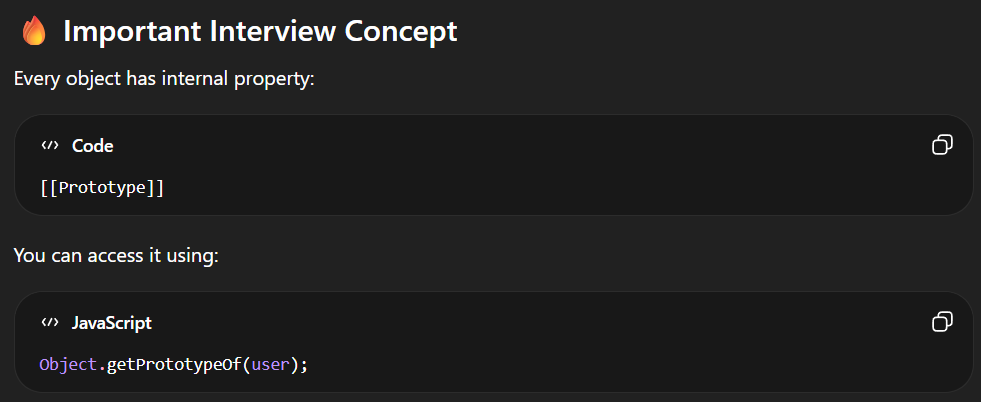 🔥 Important Interview Concept
Every object has internal property:
</> Code
[[Prototype]]
You can access it using:
</> JavaScript
Object.getPrototypeOf(user);